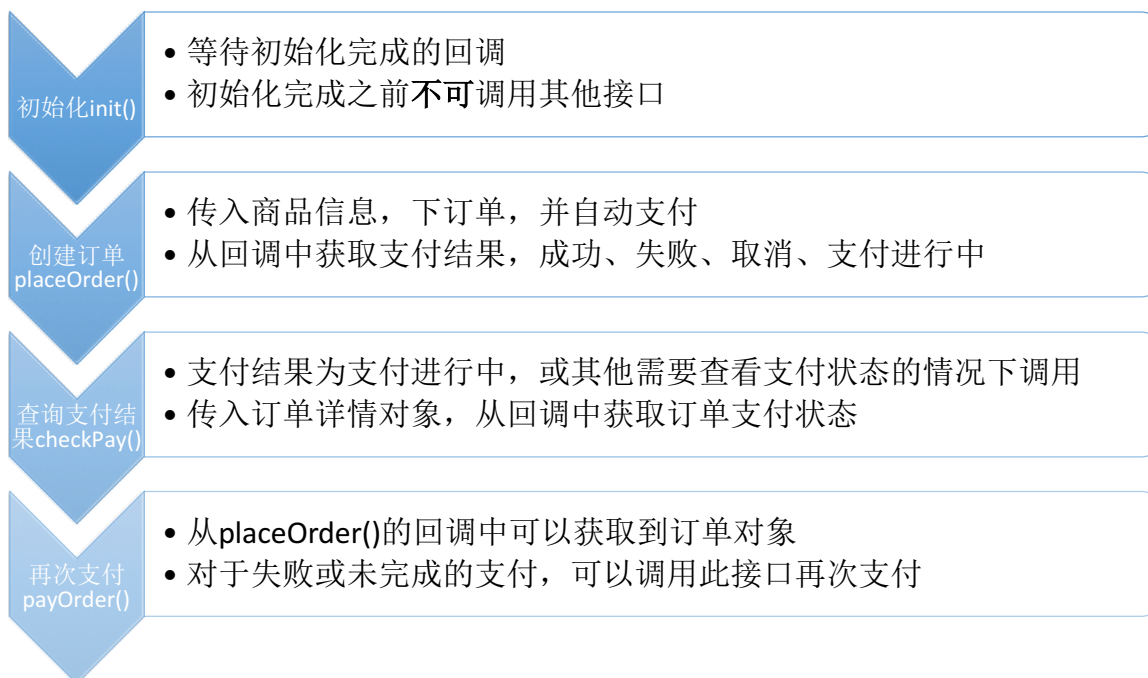 初始化init()
• 等待初始化完成的回调
• 初始化完成之前不可调用其他接口
创建订单
placeOrder()
• 传入商品信息，下订单，并自动支付
• 从回调中获取支付结果，成功、失败、取消、支付进行中
查询支付结
果checkPay()
• 支付结果为支付进行中，或其他需要查看支付状态的情况下调用
• 传入订单详情对象，从回调中获取订单支付状态
再次支付
payOrder()
• 从placeOrder()的回调中可以获取到订单对象
• 对于失败或未完成的支付，可以调用此接口再次支付